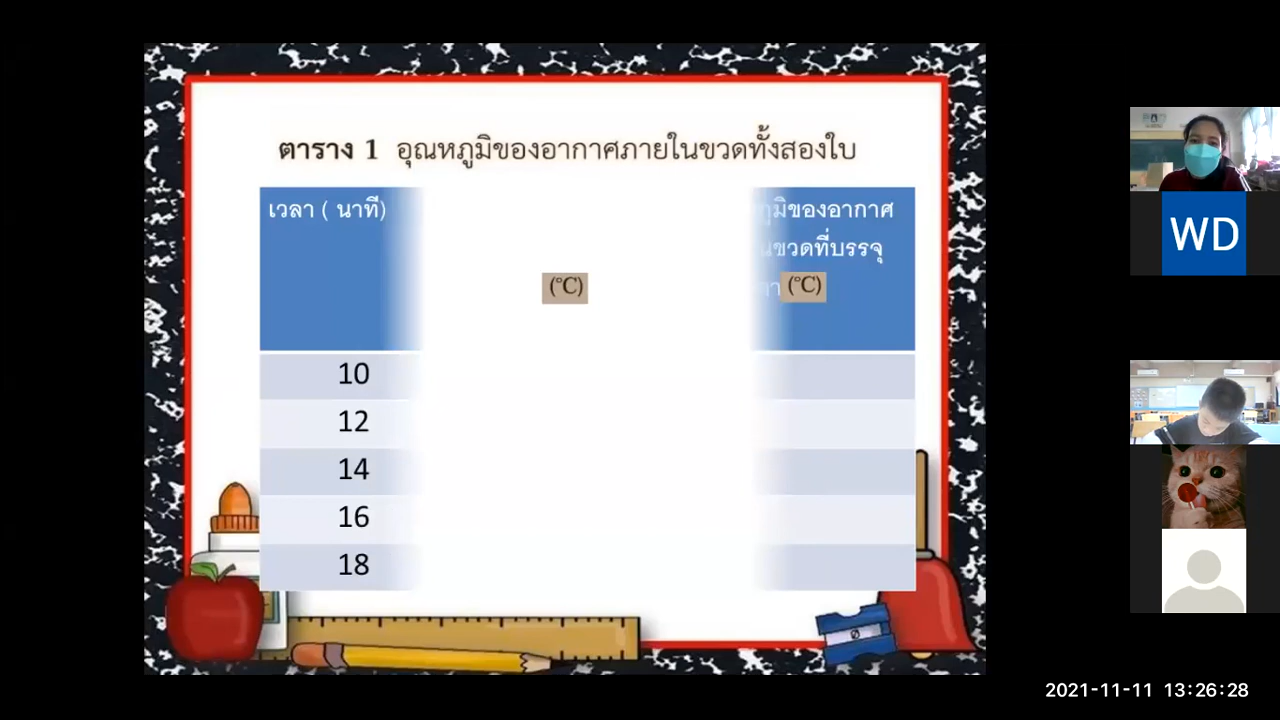 ตาราง 1 อุณหภูมิของอากาศภายในขวดทั้งสองใบ
เวลา ( นาที)
ภูมิของอากาศ
ขวดที่บรรจุ
(°C)
(°C)
10
12
14
16
18
WD
2021-11-11 13:26:28